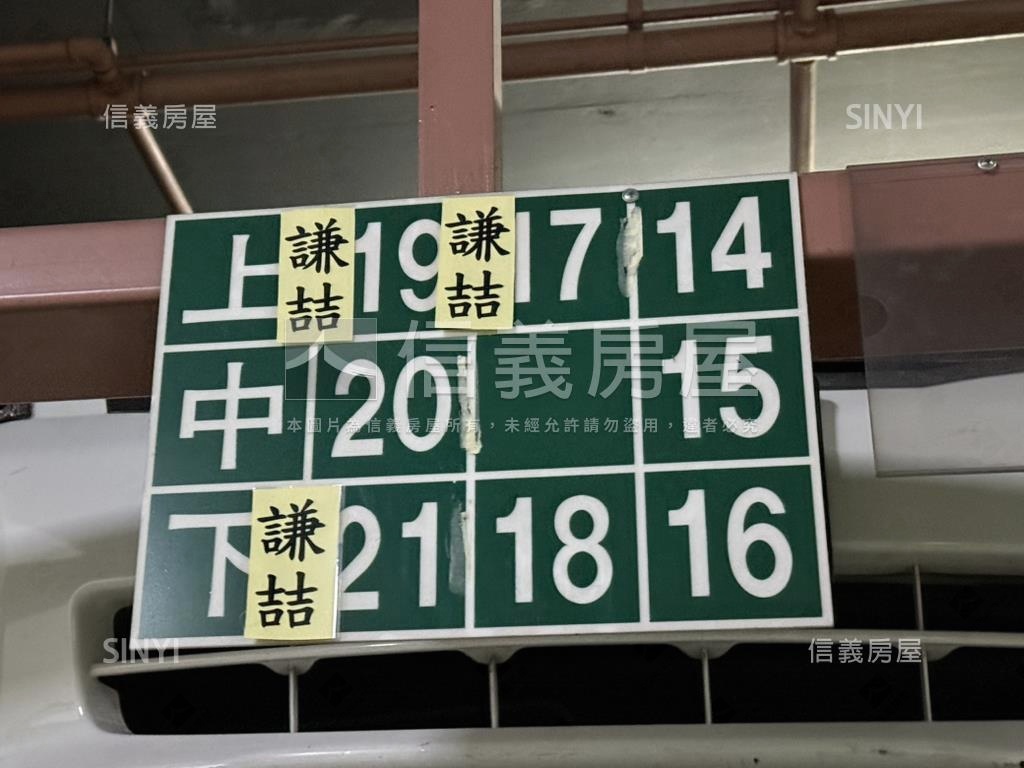 信義房屋
SINYI
上 謙喆 19 謙喆 17 14
信義房屋
中 20 15
本圖片為信義房屋所有，未經允許請勿盜用，違者必究
下 謙喆 21 18 16
SINYI
信義房屋